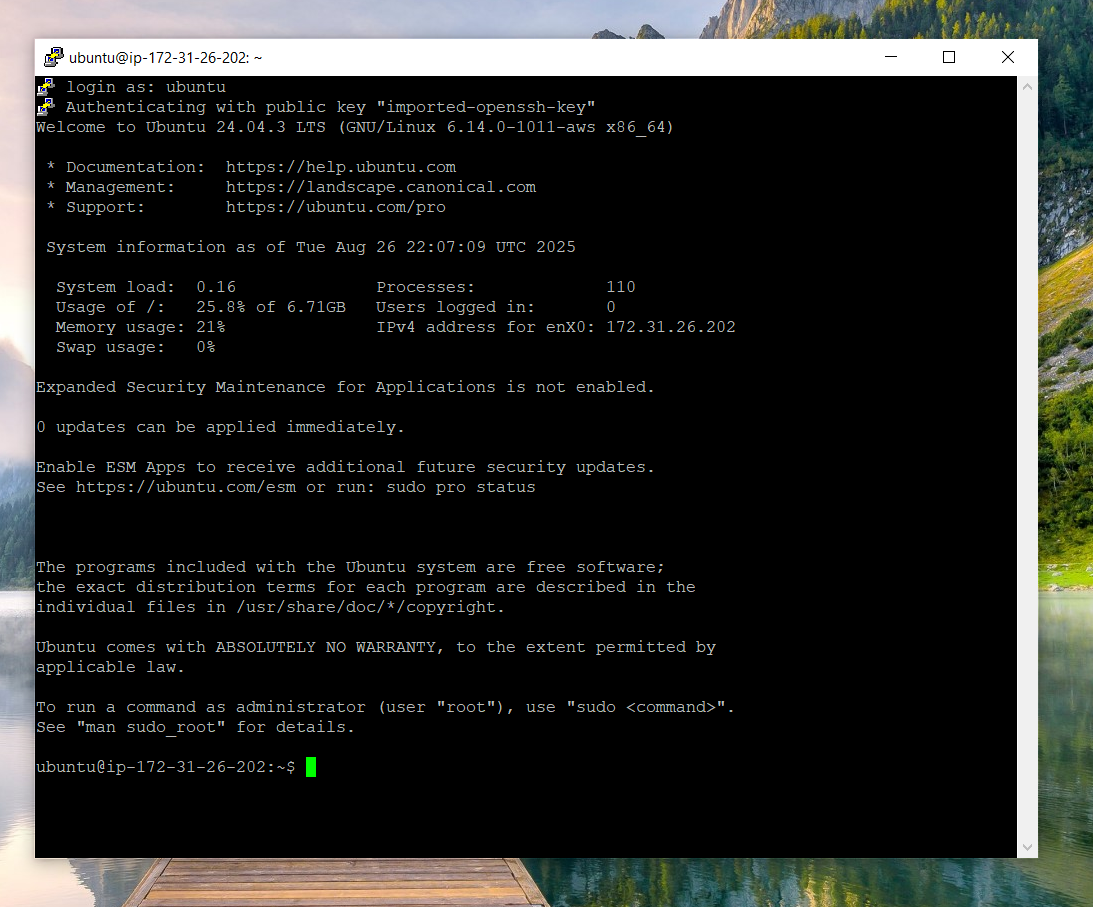 ubuntu@ip-172-31-26-202: ~
login as: ubuntu
Authenticating with public key "imported-openssh-key"
Welcome to Ubuntu 24.04.3 LTS (GNU/Linux 6.14.0-1011-aws x86_64)
* Documentation:  https://help.ubuntu.com
* Management:     https://landscape.canonical.com
* Support:        https://ubuntu.com/pro
System information as of Tue Aug 26 22:07:09 UTC 2025
System load:  0.16              Processes:             110
Usage of /:   25.8% of 6.71GB   Users logged in:       0
Memory usage: 21%               IPv4 address for enX0: 172.31.26.202
Swap usage:   0%
Expanded Security Maintenance for Applications is not enabled.
0 updates can be applied immediately.
Enable ESM Apps to receive additional future security updates.
See https://ubuntu.com/esm or run: sudo pro status
The programs included with the Ubuntu system are free software;
the exact distribution terms for each program are described in the
individual files in /usr/share/doc/*/copyright.
Ubuntu comes with ABSOLUTELY NO WARRANTY, to the extent permitted by
applicable law.
To run a command as administrator (user "root"), use "sudo <command>".
See "man sudo_root" for details.
ubuntu@ip-172-31-26-202:~$